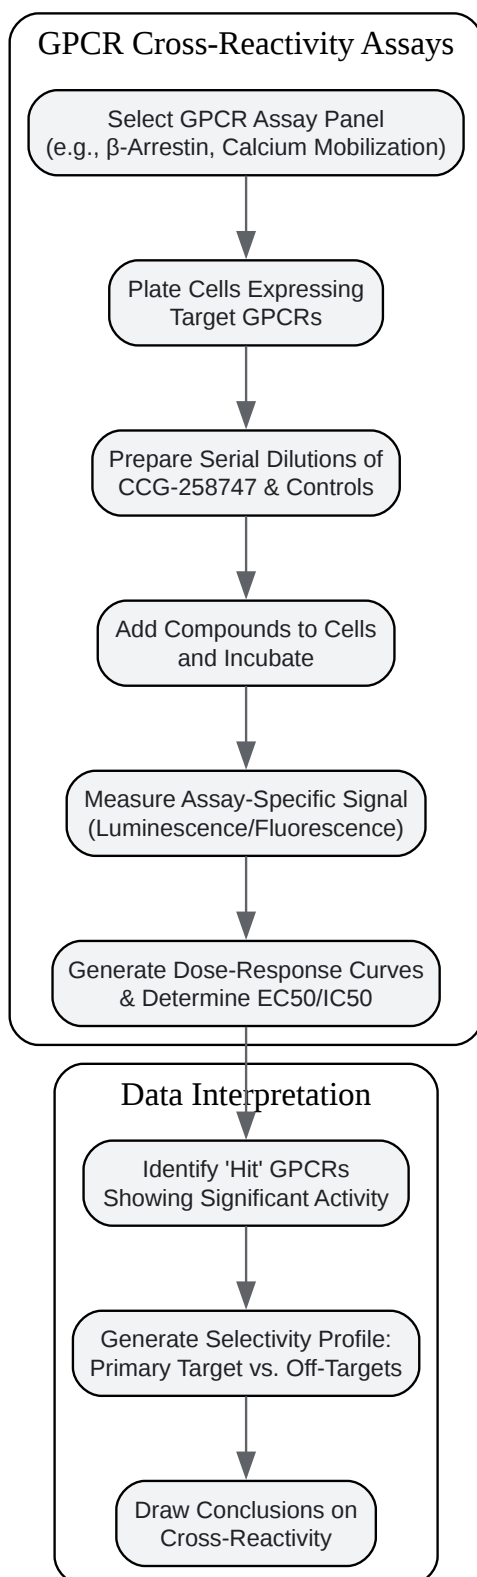 GPCR Cross-Reactivity Assays
Select GPCR Assay Panel
(e.g., β-Arrestin, Calcium Mobilization)
Plate Cells Expressing
Target GPCRs
Prepare Serial Dilutions of
CCG-258747 & Controls
Add Compounds to Cells
and Incubate
Measure Assay-Specific Signal
(Luminescence/Fluorescence)
Generate Dose-Response Curves
& Determine EC50/IC50
Data Interpretation
Identify 'Hit' GPCRs
Showing Significant Activity
Generate Selectivity Profile:
Primary Target vs. Off-Targets
Draw Conclusions on
Cross-Reactivity